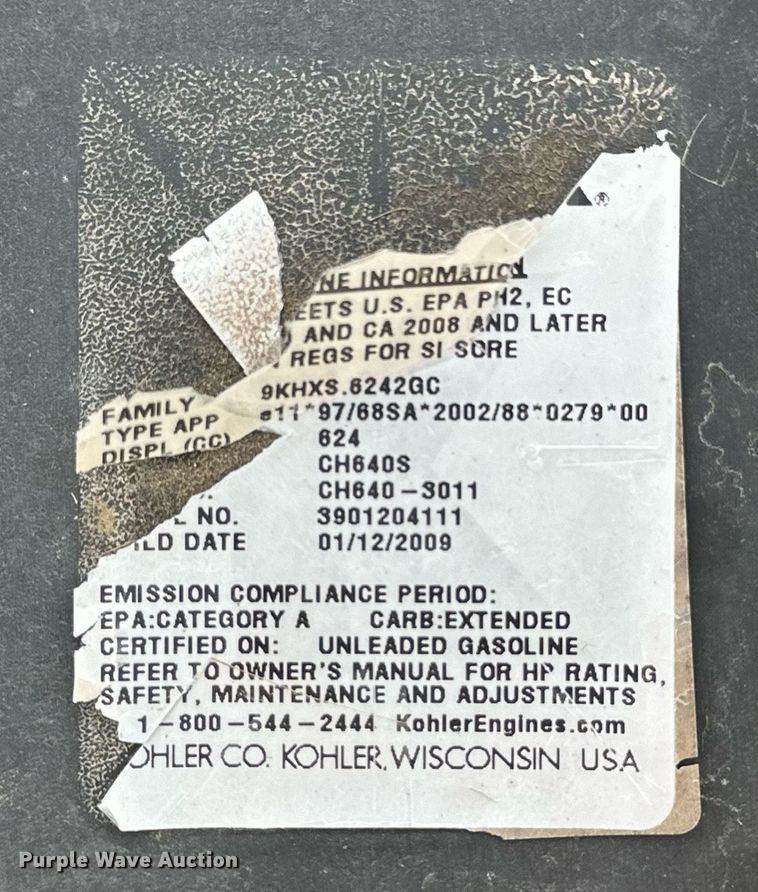 ®
NE INFORMATION
EETS U.S. EPA PH2, EC
) AND CA 2008 AND LATER
REGS FOR SI SORE
FAMILY 9KHXS.6242GC
TYPE APP e11*97/68SA*2002/88*0279*00
DISPL (CC) 624
CH640S
. CH640-3011
L NO. 3901204111
ILD DATE 01/12/2009
EMISSION COMPLIANCE PERIOD:
EPA:CATEGORY A CARB:EXTENDED
CERTIFIED ON: UNLEADED GASOLINE
REFER TO OWNER'S MANUAL FOR HP RATING,
SAFETY, MAINTENANCE AND ADJUSTMENTS
1-800-544-2444 KohlerEngines.com
OHLER CO. KOHLER, WISCONSIN USA
Purple Wave Auction